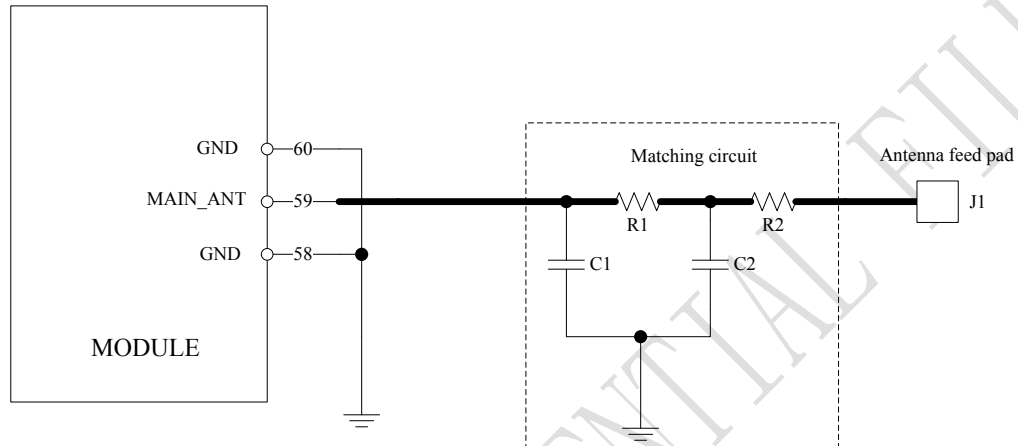 GND
60
Matching circuit
Antenna feed pad
MAIN_ANT
59
R1
R2
J1
GND
58
C1
C2
MODULE